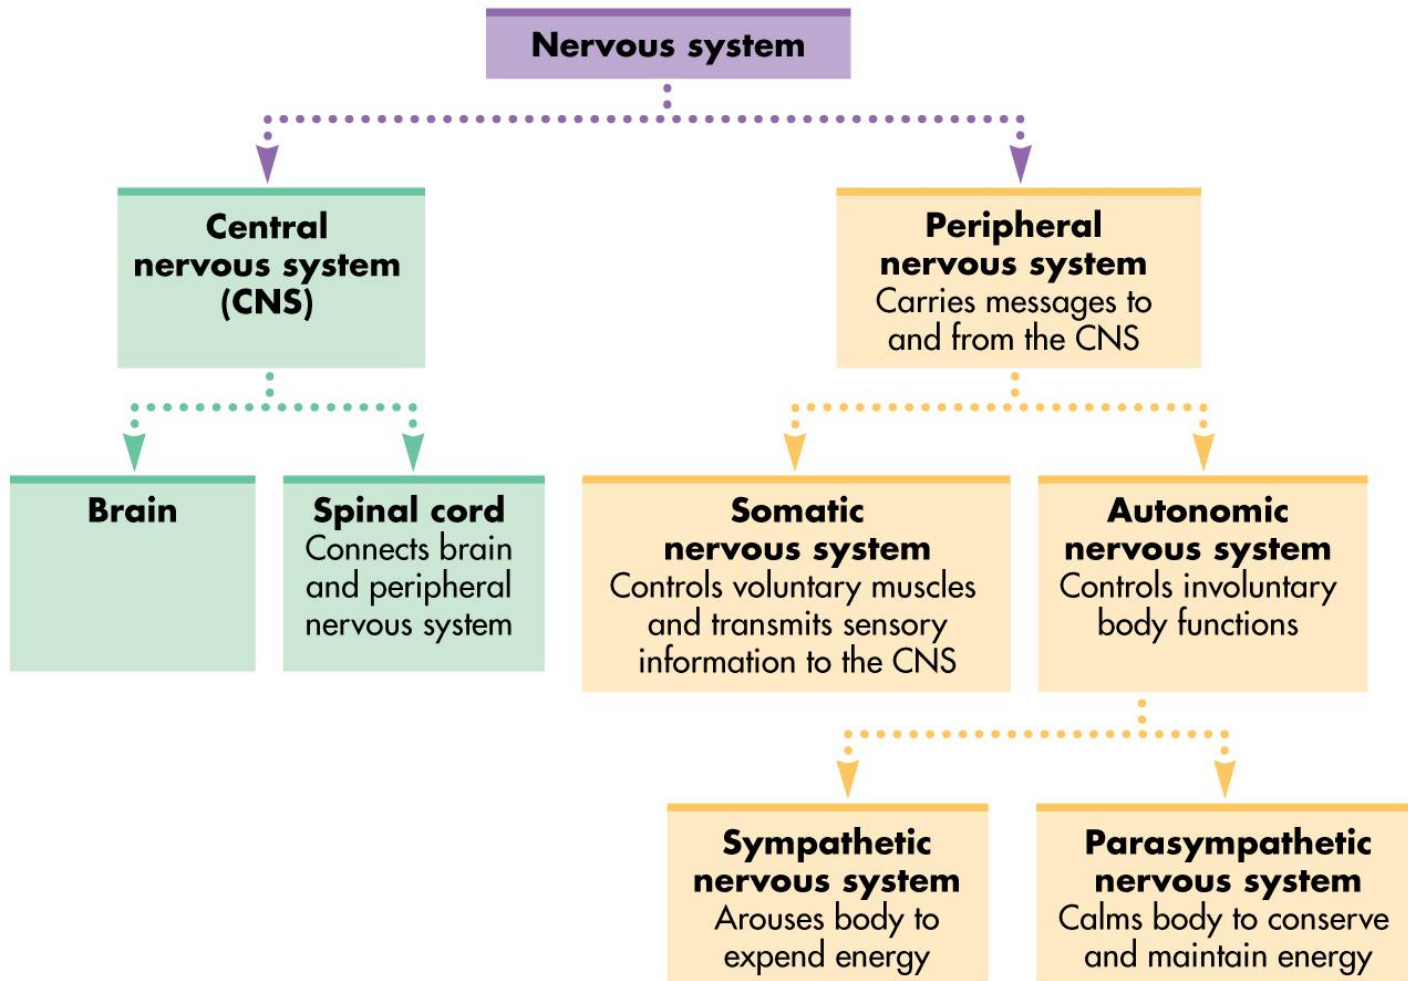 Nervous system
Central
nervous system
(CNS)
Peripheral
nervous system
Carries messages to
and from the CNS
Brain
Spinal cord
Connects brain
and peripheral
nervous system
Somatic
nervous system
Controls voluntary muscles
and transmits sensory
information to the CNS
Autonomic
nervous system
Controls involuntary
body functions
Sympathetic
nervous system
Arouses body to
expend energy
Parasympathetic
nervous system
Calms body to conserve
and maintain energy